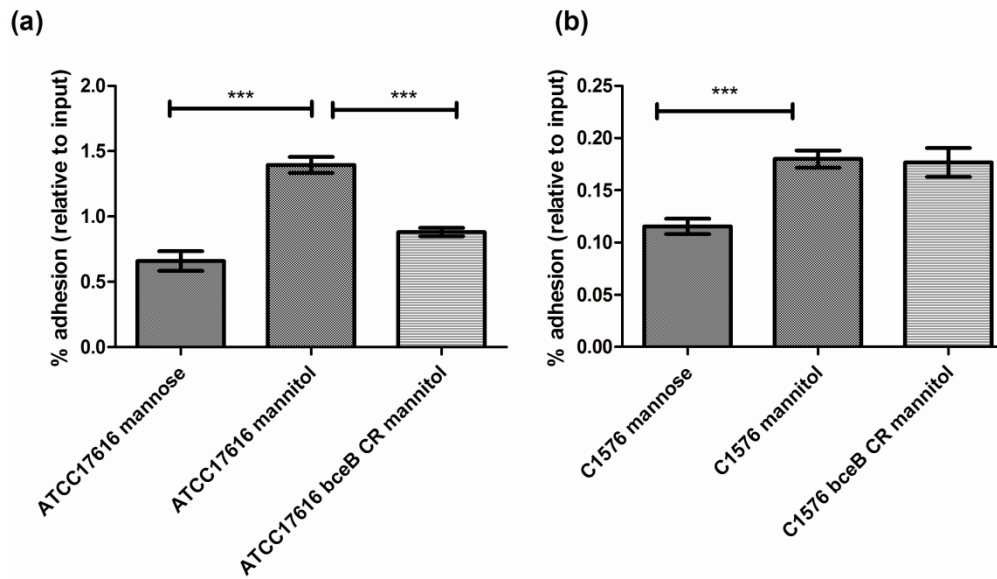 (a)
% adhesion (relative to input)
2.0
1.5
1.0
0.5
0.0
***
***
ATCC17616 mannose
ATCC17616 mannitol
ATCC17616 bceB CR mannitol
(b)
% adhesion (relative to input)
0.25
0.20
0.15
0.10
0.05
0.00
***
C1576 mannose
C1576 mannitol
C1576 bceB CR mannitol